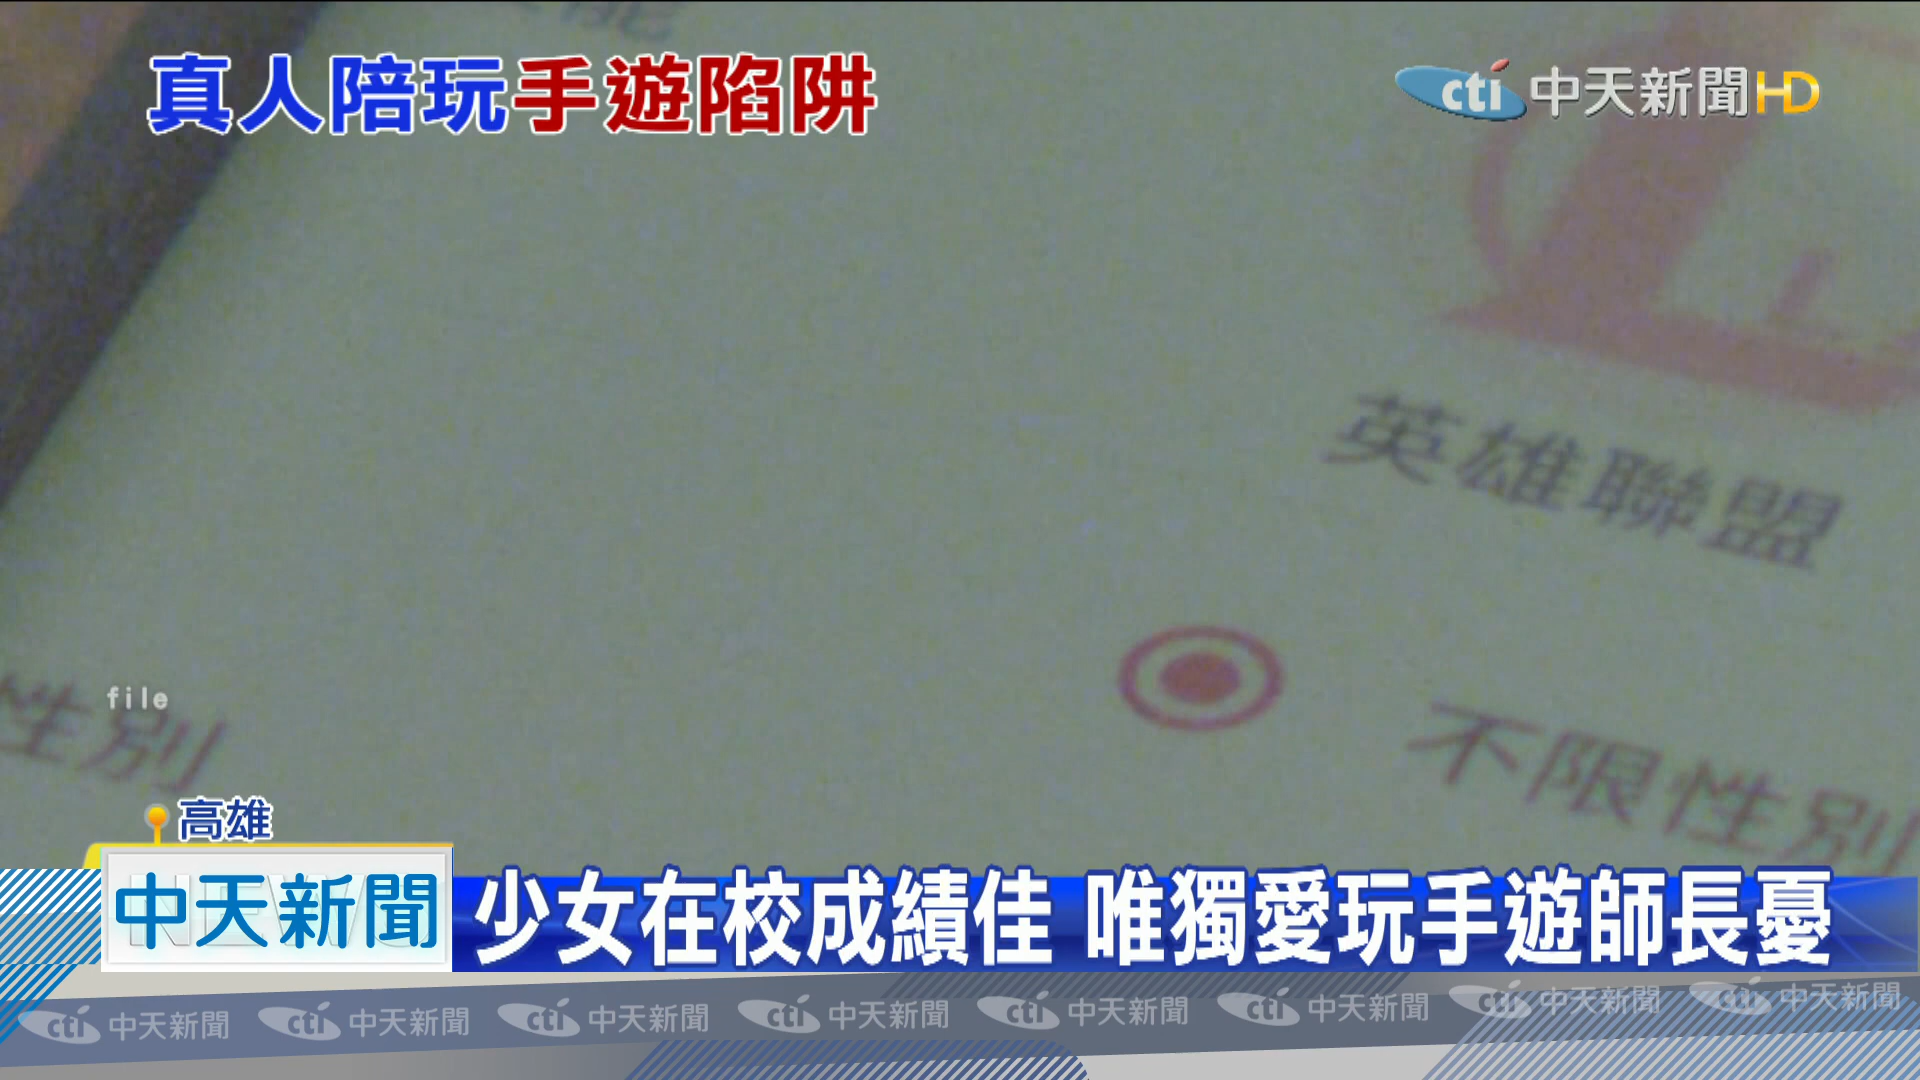 真人陪玩手遊陷阱
cti 中天新聞HD
英雄聯盟
file
性別
不限性別
高雄
中天新聞
少女在校成績佳 唯獨愛玩手遊師長憂
cti 中天新聞 cti 中天新聞 cti 中天新聞 cti 中天新聞 cti 中天新聞 cti 中天新聞 cti 中天新聞 cti 中天新聞